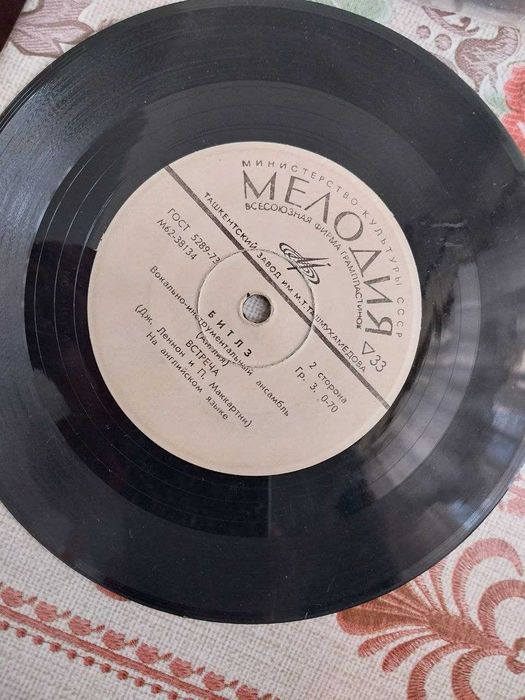 МИНИСТЕРСТВО КУЛЬТУРЫ СССР
МЕЛОДИЯ
ВСЕСОЮЗНАЯ ФИРМА ГРАМПЛАСТИНОК
▽33
ТАШКЕНТСКИЙ ЗАВОД ИМ М.Т.ТАШМУХАМЕДОВА
ГОСТ 5289-73
М62-38134
2 сторона
Гр. 3. 0-70
БИТЛЗ
Вокально-инструментальный ансамбль
(Англия)
ВСТРЕЧА
(Дж. Леннон и П. Маккартни)
На английском языке